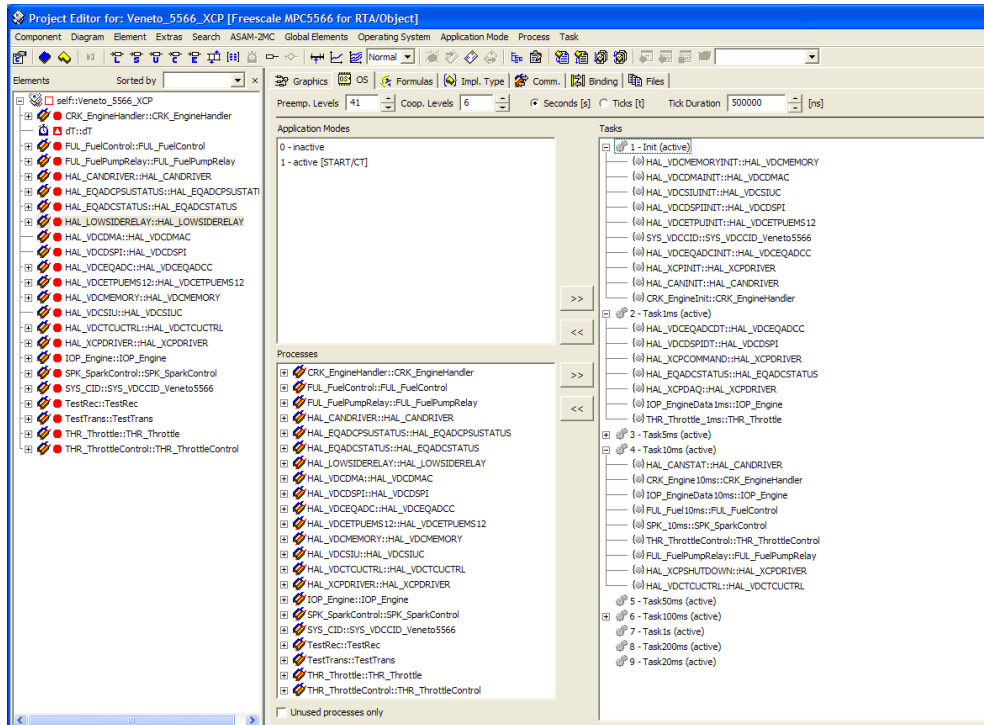 Project Editor for: Veneto_5566_XCP [Freescale MPC5566 for RTA/Object]
Component Diagram Element Extras Search ASAM-2MC Global Elements Operating System Application Mode Process Task
Normal
Elements Sorted by
Graphics OS Formulas Impl. Type Comm. Binding Files
self::Veneto_5566_XCP
CRK_EngineHandler::CRK_EngineHandler
dT::dT
FUL_FuelControl::FUL_FuelControl
FUL_FuelPumpRelay::FUL_FuelPumpRelay
HAL_CANDRIVER::HAL_CANDRIVER
HAL_EQADCPSUSTATUS::HAL_EQADCPSUSTATI
HAL_EQADCSTATUS::HAL_EQADCSTATUS
HAL_LOWSIDERELAY::HAL_LOWSIDERELAY
HAL_VDCDMA::HAL_VDCDMAC
HAL_VDCDSPI::HAL_VDCDSPI
HAL_VDCEQADC::HAL_VDCEQADCC
HAL_VDCETPUEMS12::HAL_VDCETPUEMS12
HAL_VDCMEMORY::HAL_VDCMEMORY
HAL_VDCSIU::HAL_VDCSIUC
HAL_VDCTCUCTRL::HAL_VDCTCUCTRL
HAL_XCPDRIVER::HAL_XCPDRIVER
IOP_Engine::IOP_Engine
SPK_SparkControl::SPK_SparkControl
SYS_CID::SYS_VDCCID_Veneto5566
TestRec::TestRec
TestTrans::TestTrans
THR_Throttle::THR_Throttle
THR_ThrottleControl::THR_ThrottleControl
Preemp. Levels 41 Coop. Levels 6 Seconds [s] Ticks [t] Tick Duration 500000 [ns]
Application Modes
0 - inactive
1 - active [START/CT]
>>
<<
Processes
CRK_EngineHandler::CRK_EngineHandler
FUL_FuelControl::FUL_FuelControl
FUL_FuelPumpRelay::FUL_FuelPumpRelay
HAL_CANDRIVER::HAL_CANDRIVER
HAL_EQADCPSUSTATUS::HAL_EQADCPSUSTATUS
HAL_EQADCSTATUS::HAL_EQADCSTATUS
HAL_LOWSIDERELAY::HAL_LOWSIDERELAY
HAL_VDCDMA::HAL_VDCDMAC
HAL_VDCDSPI::HAL_VDCDSPI
HAL_VDCEQADC::HAL_VDCEQADCC
HAL_VDCETPUEMS12::HAL_VDCETPUEMS12
HAL_VDCMEMORY::HAL_VDCMEMORY
HAL_VDCSIU::HAL_VDCSIUC
HAL_VDCTCUCTRL::HAL_VDCTCUCTRL
HAL_XCPDRIVER::HAL_XCPDRIVER
IOP_Engine::IOP_Engine
SPK_SparkControl::SPK_SparkControl
SYS_CID::SYS_VDCCID_Veneto5566
TestRec::TestRec
TestTrans::TestTrans
THR_Throttle::THR_Throttle
THR_ThrottleControl::THR_ThrottleControl
Unused processes only
>>
<<
Tasks
1 - Init (active)
HAL_VDCMEMORYINIT::HAL_VDCMEMORY
HAL_VDCDMAINIT::HAL_VDCDMAC
HAL_VDCSIUINIT::HAL_VDCSIUC
HAL_VDCDSPIINIT::HAL_VDCDSPI
HAL_VDCETPUINIT::HAL_VDCETPUEMS12
SYS_VDCCID::SYS_VDCCID_Veneto5566
HAL_VDCEQADCINIT::HAL_VDCEQADCC
HAL_XCPINIT::HAL_XCPDRIVER
HAL_CANINIT::HAL_CANDRIVER
CRK_EngineInit::CRK_EngineHandler
2 - Task1ms (active)
HAL_VDCEQADCDT::HAL_VDCEQADCC
HAL_VDCDSPIDT::HAL_VDCDSPI
HAL_XCPCOMMAND::HAL_XCPDRIVER
HAL_EQADCSTATUS::HAL_EQADCSTATUS
HAL_XCPDAQ::HAL_XCPDRIVER
IOP_EngineData1ms::IOP_Engine
THR_Throttle_1ms::THR_Throttle
3 - Task5ms (active)
4 - Task10ms (active)
HAL_CANSTAT::HAL_CANDRIVER
CRK_Engine10ms::CRK_EngineHandler
IOP_EngineData10ms::IOP_Engine
FUL_Fuel10ms::FUL_FuelControl
SPK_10ms::SPK_SparkControl
THR_ThrottleControl::THR_ThrottleControl
FUL_FuelPumpRelay::FUL_FuelPumpRelay
HAL_XCPSHUTDOWN::HAL_XCPDRIVER
HAL_VDCTCUCTRL::HAL_VDCTCUCTRL
5 - Task50ms (active)
6 - Task100ms (active)
7 - Task1s (active)
8 - Task200ms (active)
9 - Task20ms (active)